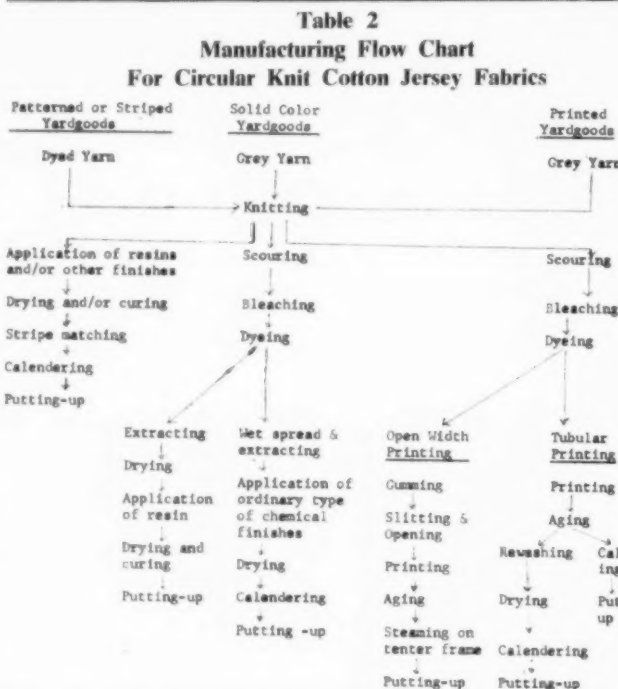 Table 2
Manufacturing Flow Chart
For Circular Knit Cotton Jersey Fabrics
Patterned or Striped
Yardgoods
Solid Color
Yardgoods
Printed
Yardgoods
Dyed Yarn
Grey Yarn
Grey Yarn
Knitting
Application of resins
and/or other finishes
Drying and/or curing
Stripe matching
Calendering
Putting-up
Scouring
Bleaching
Dyeing
Scouring
Bleaching
Dyeing
Extracting
Drying
Application
of resin
Drying and
curing
Putting-up
Wet spread &
extracting
Application of
ordinary type
of chemical
finishes
Drying
Calendering
Putting -up
Open Width
Printing
Gumming
Slitting &
Opening
Printing
Aging
Steaming on
tenter frame
Putting-up
Tubular
Printing
Printing
Aging
Rewashing
Drying
Calendering
Putting-up
up